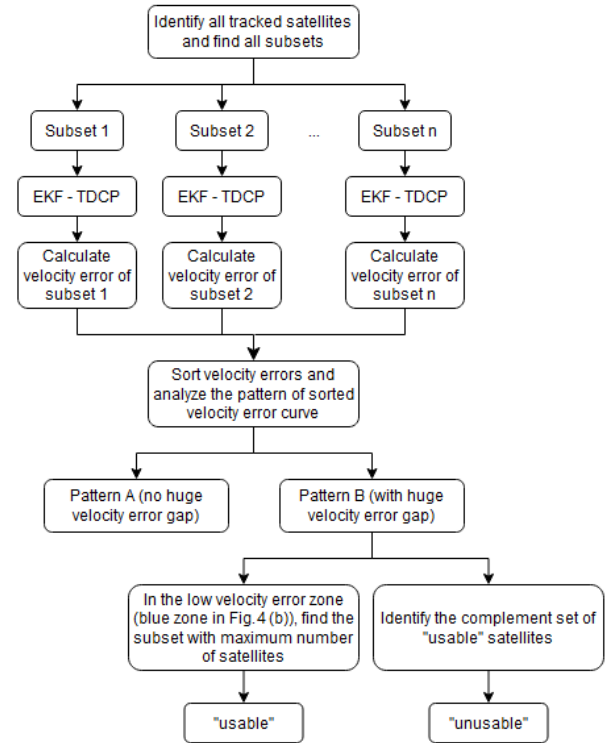 Identify all tracked satellites
and find all subsets
Subset 1
Subset 2
...
Subset n
EKF - TDCP
EKF - TDCP
EKF - TDCP
Calculate
velocity error of
subset 1
Calculate
velocity error of
subset 2
Calculate
velocity error of
subset n
Sort velocity errors and
analyze the pattern of sorted
velocity error curve
Pattern A (no huge
velocity error gap)
Pattern B (with huge
velocity error gap)
In the low velocity error zone
(blue zone in Fig. 4 (b)), find the
subset with maximum number
of satellites
Identify the complement set of
"usable" satellites
"usable"
"unusable"